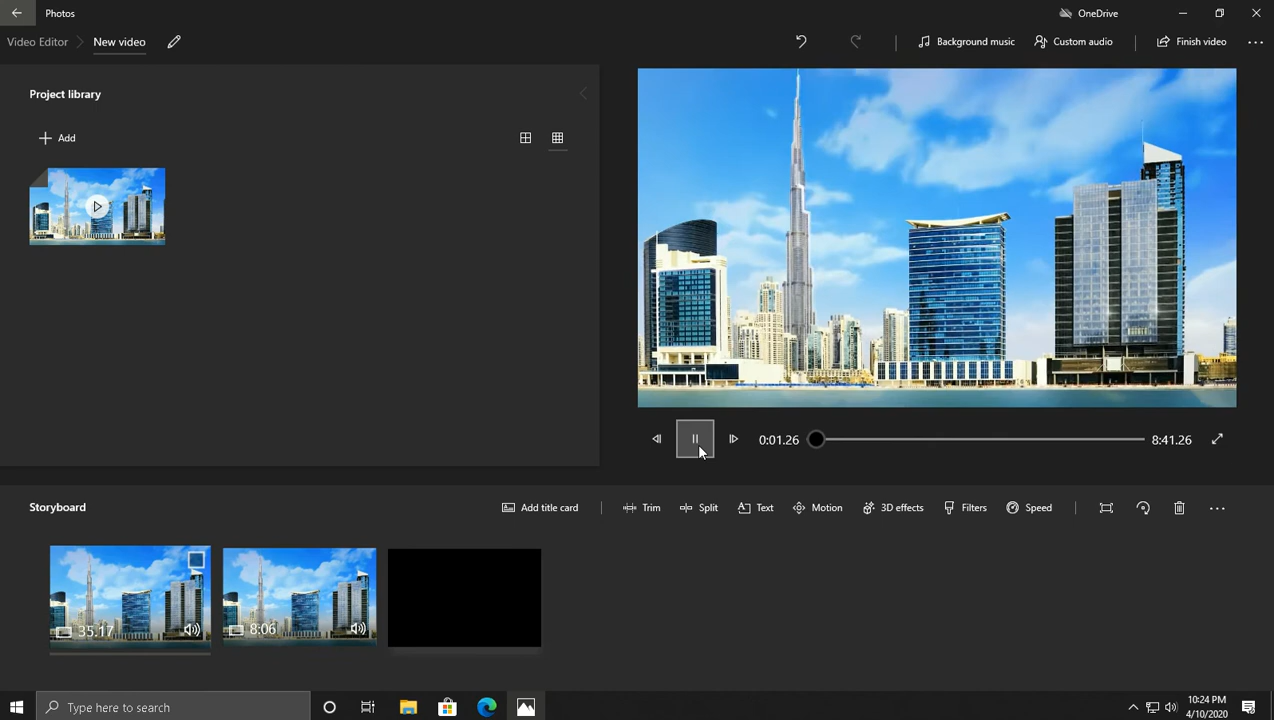 Photos
OneDrive
Video Editor
New video
Background music
Custom audio
Finish video
Project library
Add
0:01.26
8:41.26
Storyboard
Add title card
Trim
Split
Text
Motion
3D effects
Filters
Speed
35.17
8:06
Type here to search
10:24 PM
4/10/2020